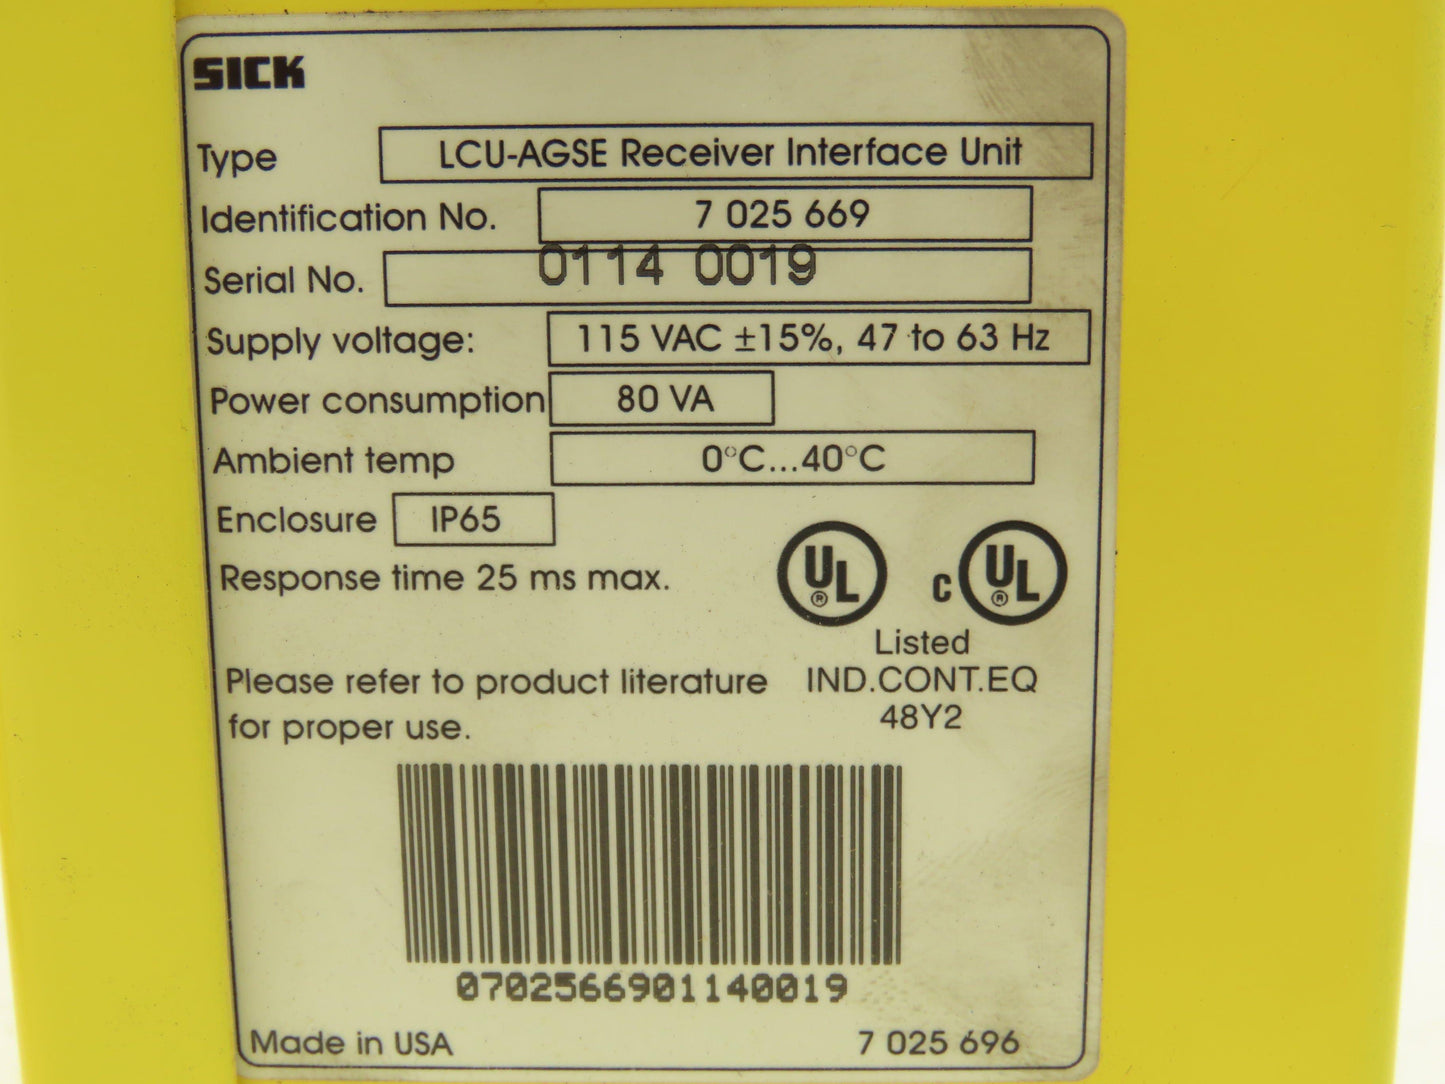 SICK
Type LCU-AGSE Receiver Interface Unit
Identification No. 7 025 669
Serial No. 0114 0019
Supply voltage: 115 VAC ±15%, 47 to 63 Hz
Power consumption 80 VA
Ambient temp 0°C...40°C
Enclosure IP65
Response time 25 ms max.
UL ® c UL ®
Listed
IND.CONT.EQ
48Y2
Please refer to product literature
for proper use.
0702566901140019
Made in USA 7 025 696